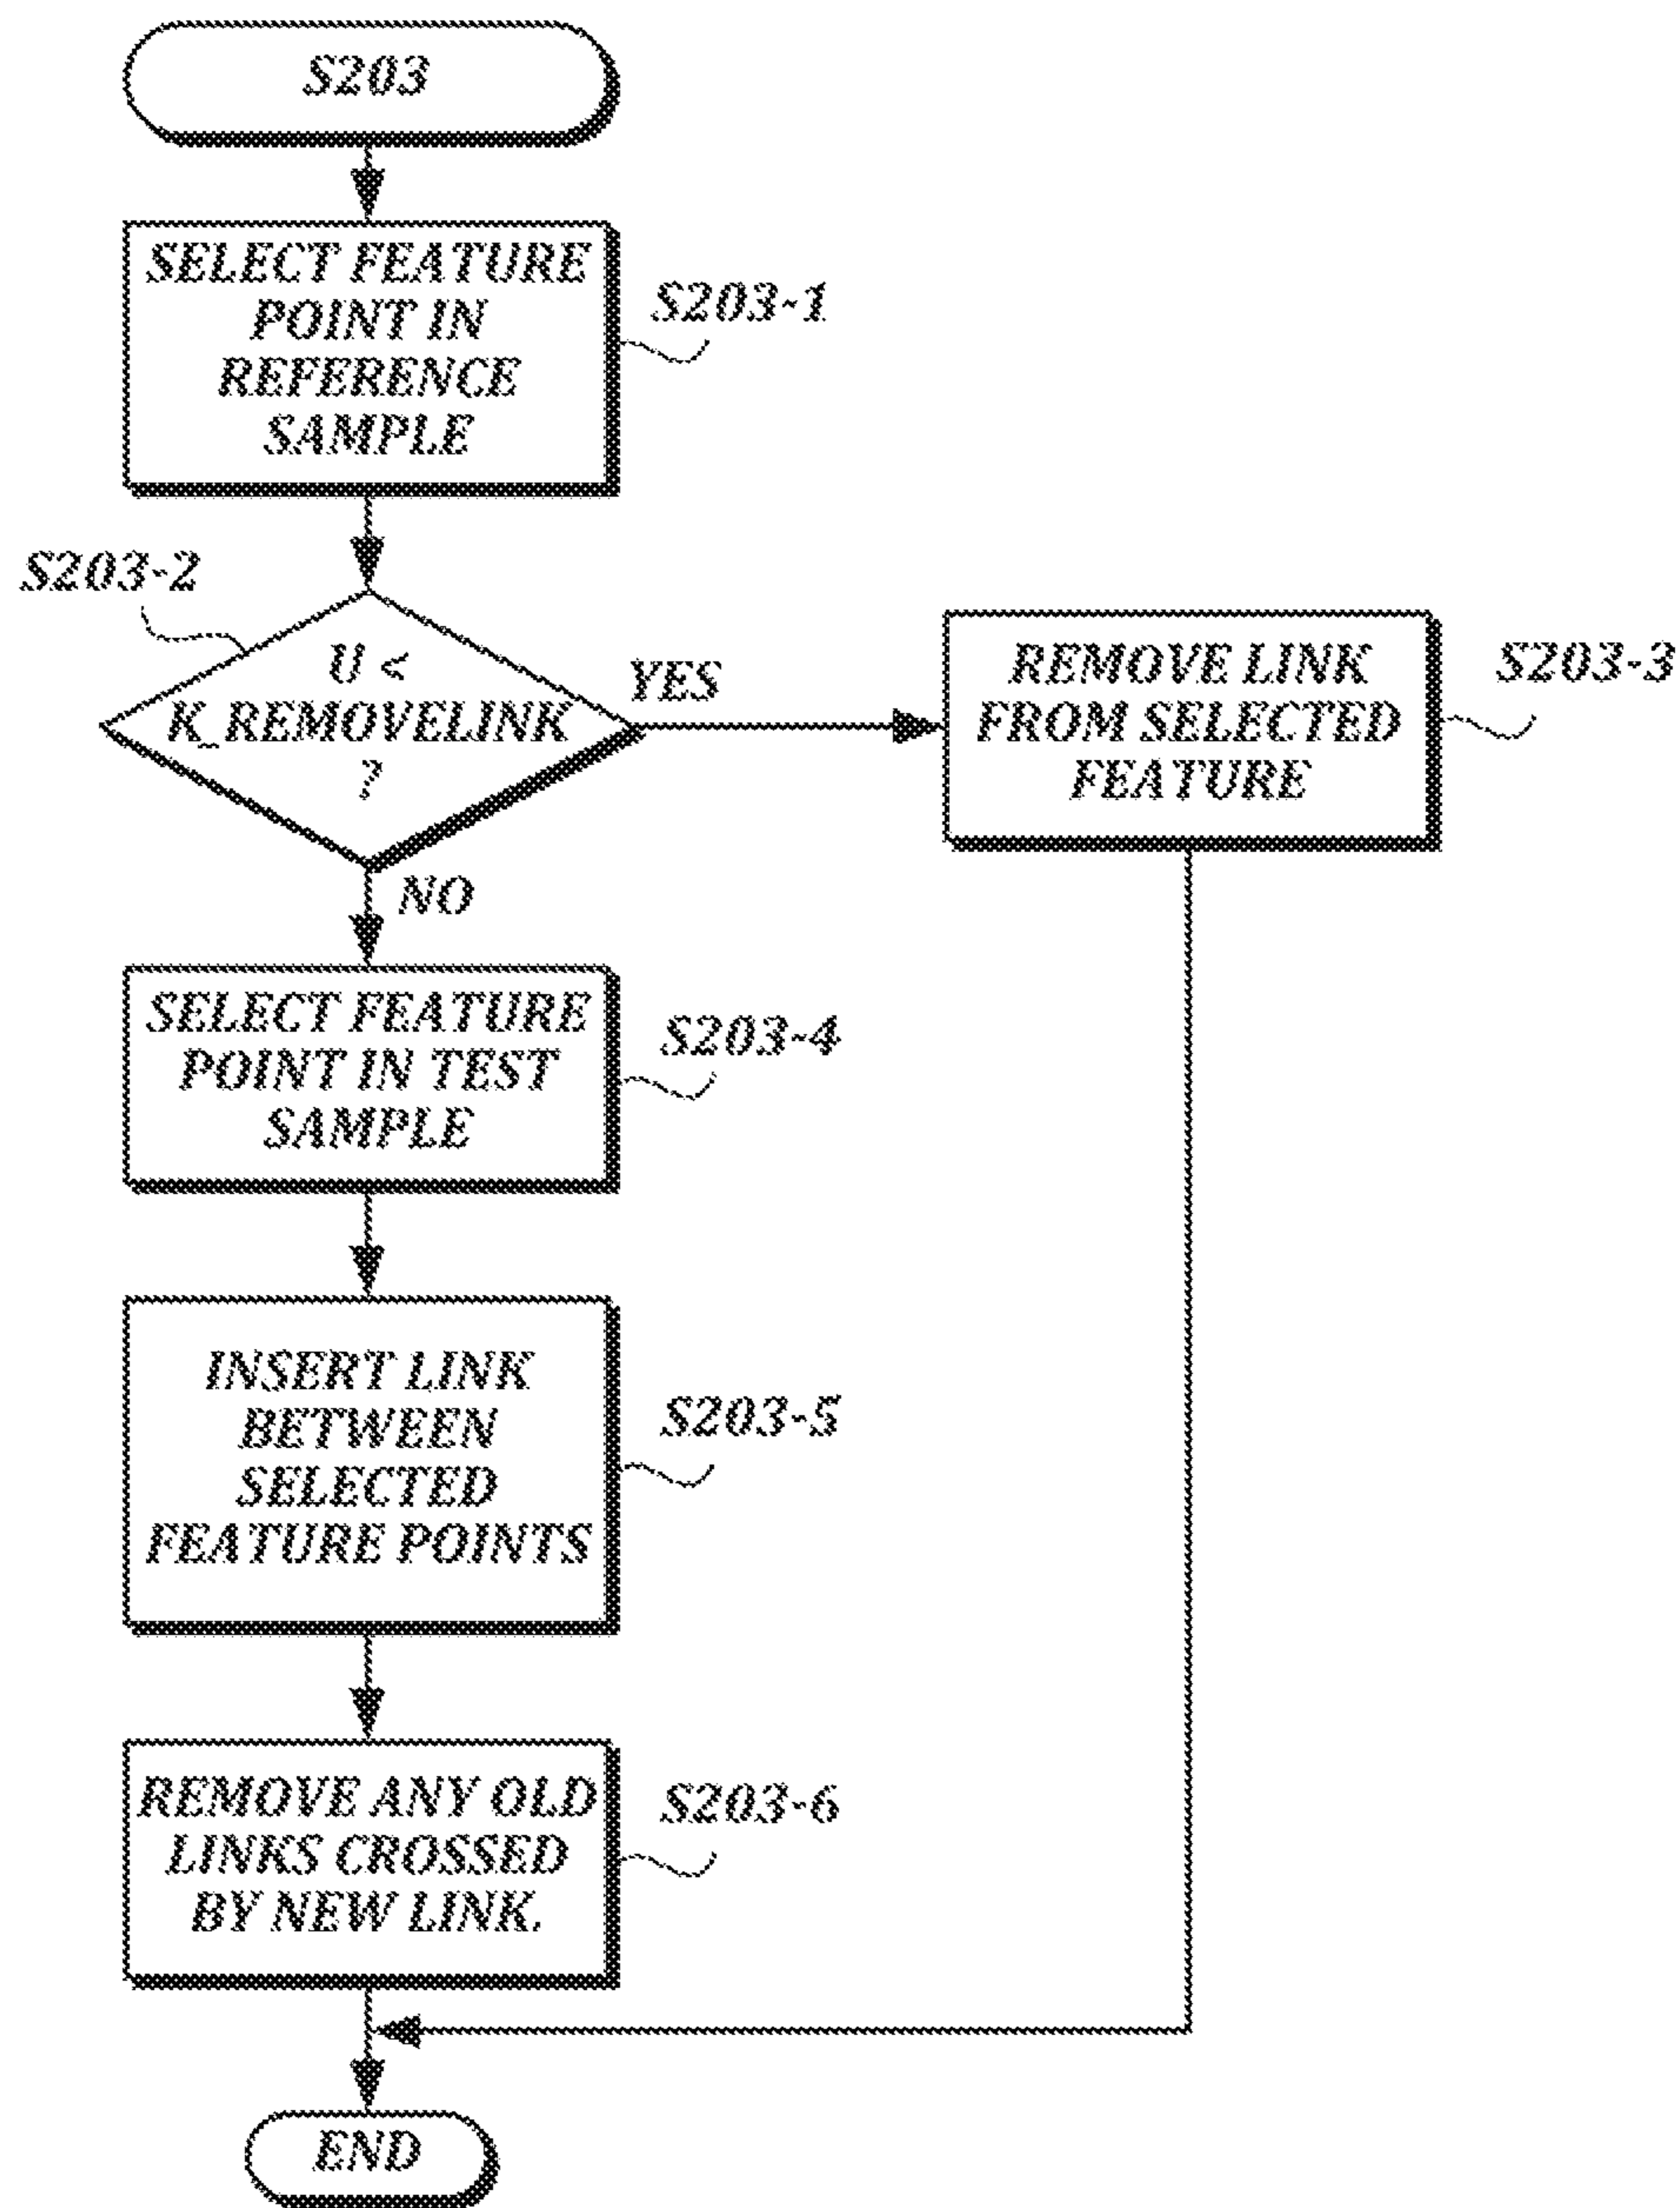 S203
SELECT FEATURE
POINT IN
REFERENCE
SAMPLE
S203-1
S203-2
U <
K_REMOVELINK
?
YES
REMOVE LINK
FROM SELECTED
FEATURE
S203-3
NO
SELECT FEATURE
POINT IN TEST
SAMPLE
S203-4
INSERT LINK
BETWEEN
SELECTED
FEATURE POINTS
S203-5
REMOVE ANY OLD
LINKS CROSSED
BY NEW LINK.
S203-6
END